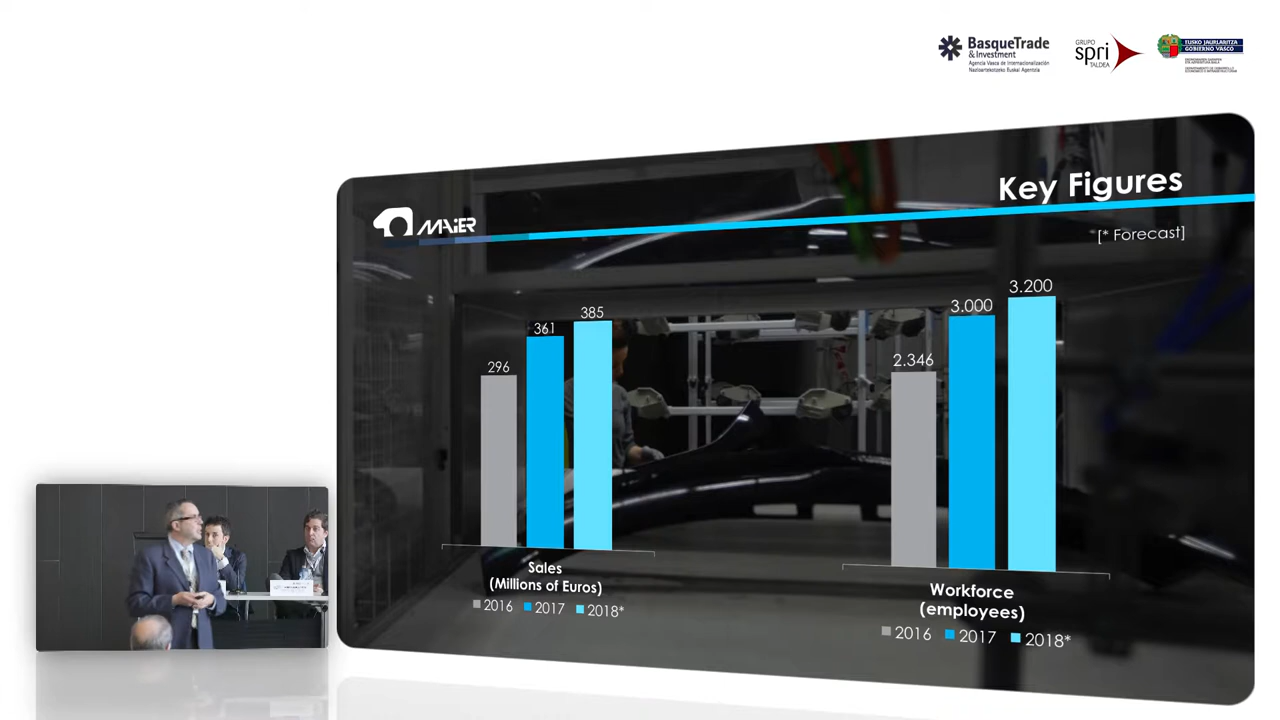 BasqueTrade
& Investment
Agencia Vasca de Internacionalización
Nazioartekotzeko Euskal Agentzia
GRUPO
spri
TALDEA
EUSKO JAURLARITZA
GOBIERNO VASCO
MAIER
Key Figures
[* Forecast]
296
361
385
Sales
(Millions of Euros)
2016 2017 2018*
2.346
3.000
3.200
Workforce
(employees)
2016 2017 2018*